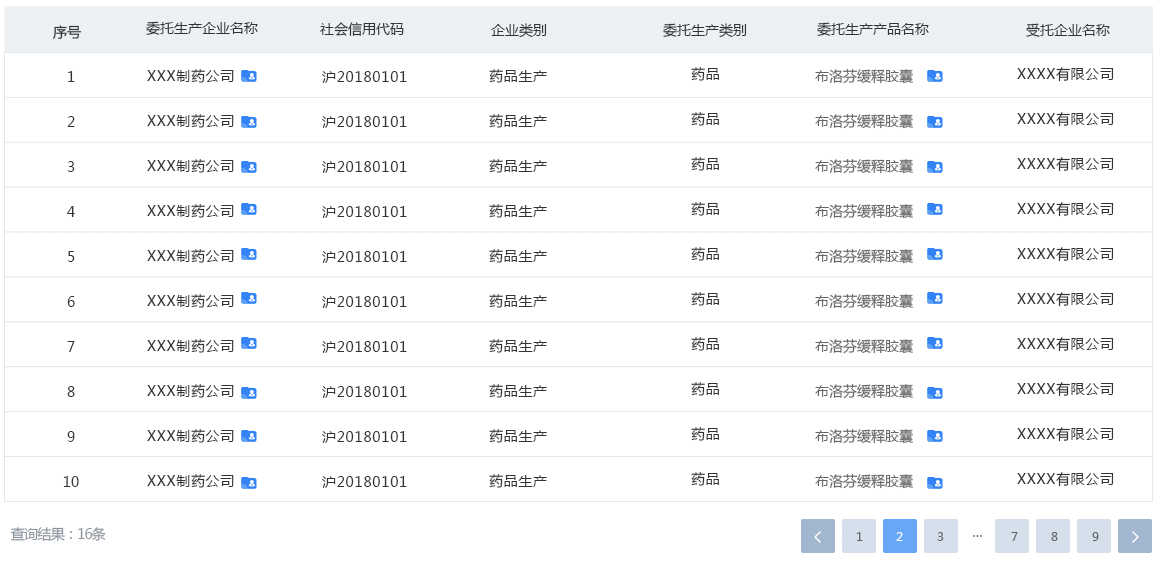 序号 委托生产企业名称 社会信用代码 企业类别 委托生产类别 委托生产产品名称 受托企业名称
1 XXX制药公司 沪20180101 药品生产 药品 布洛芬缓释胶囊 XXXX有限公司
2 XXX制药公司 沪20180101 药品生产 药品 布洛芬缓释胶囊 XXXX有限公司
3 XXX制药公司 沪20180101 药品生产 药品 布洛芬缓释胶囊 XXXX有限公司
4 XXX制药公司 沪20180101 药品生产 药品 布洛芬缓释胶囊 XXXX有限公司
5 XXX制药公司 沪20180101 药品生产 药品 布洛芬缓释胶囊 XXXX有限公司
6 XXX制药公司 沪20180101 药品生产 药品 布洛芬缓释胶囊 XXXX有限公司
7 XXX制药公司 沪20180101 药品生产 药品 布洛芬缓释胶囊 XXXX有限公司
8 XXX制药公司 沪20180101 药品生产 药品 布洛芬缓释胶囊 XXXX有限公司
9 XXX制药公司 沪20180101 药品生产 药品 布洛芬缓释胶囊 XXXX有限公司
10 XXX制药公司 沪20180101 药品生产 药品 布洛芬缓释胶囊 XXXX有限公司
查询结果：16条 1 2 3 ··· 7 8 9